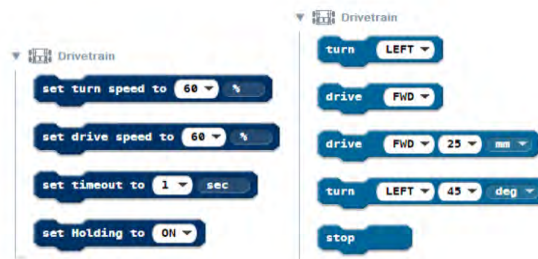 Drivetrain
set turn speed to 60 %
set drive speed to 60 %
set timeout to 1 sec
set Holding to ON
Drivetrain
turn LEFT
drive FWD
drive FWD 25 mm
turn LEFT 45 deg
stop